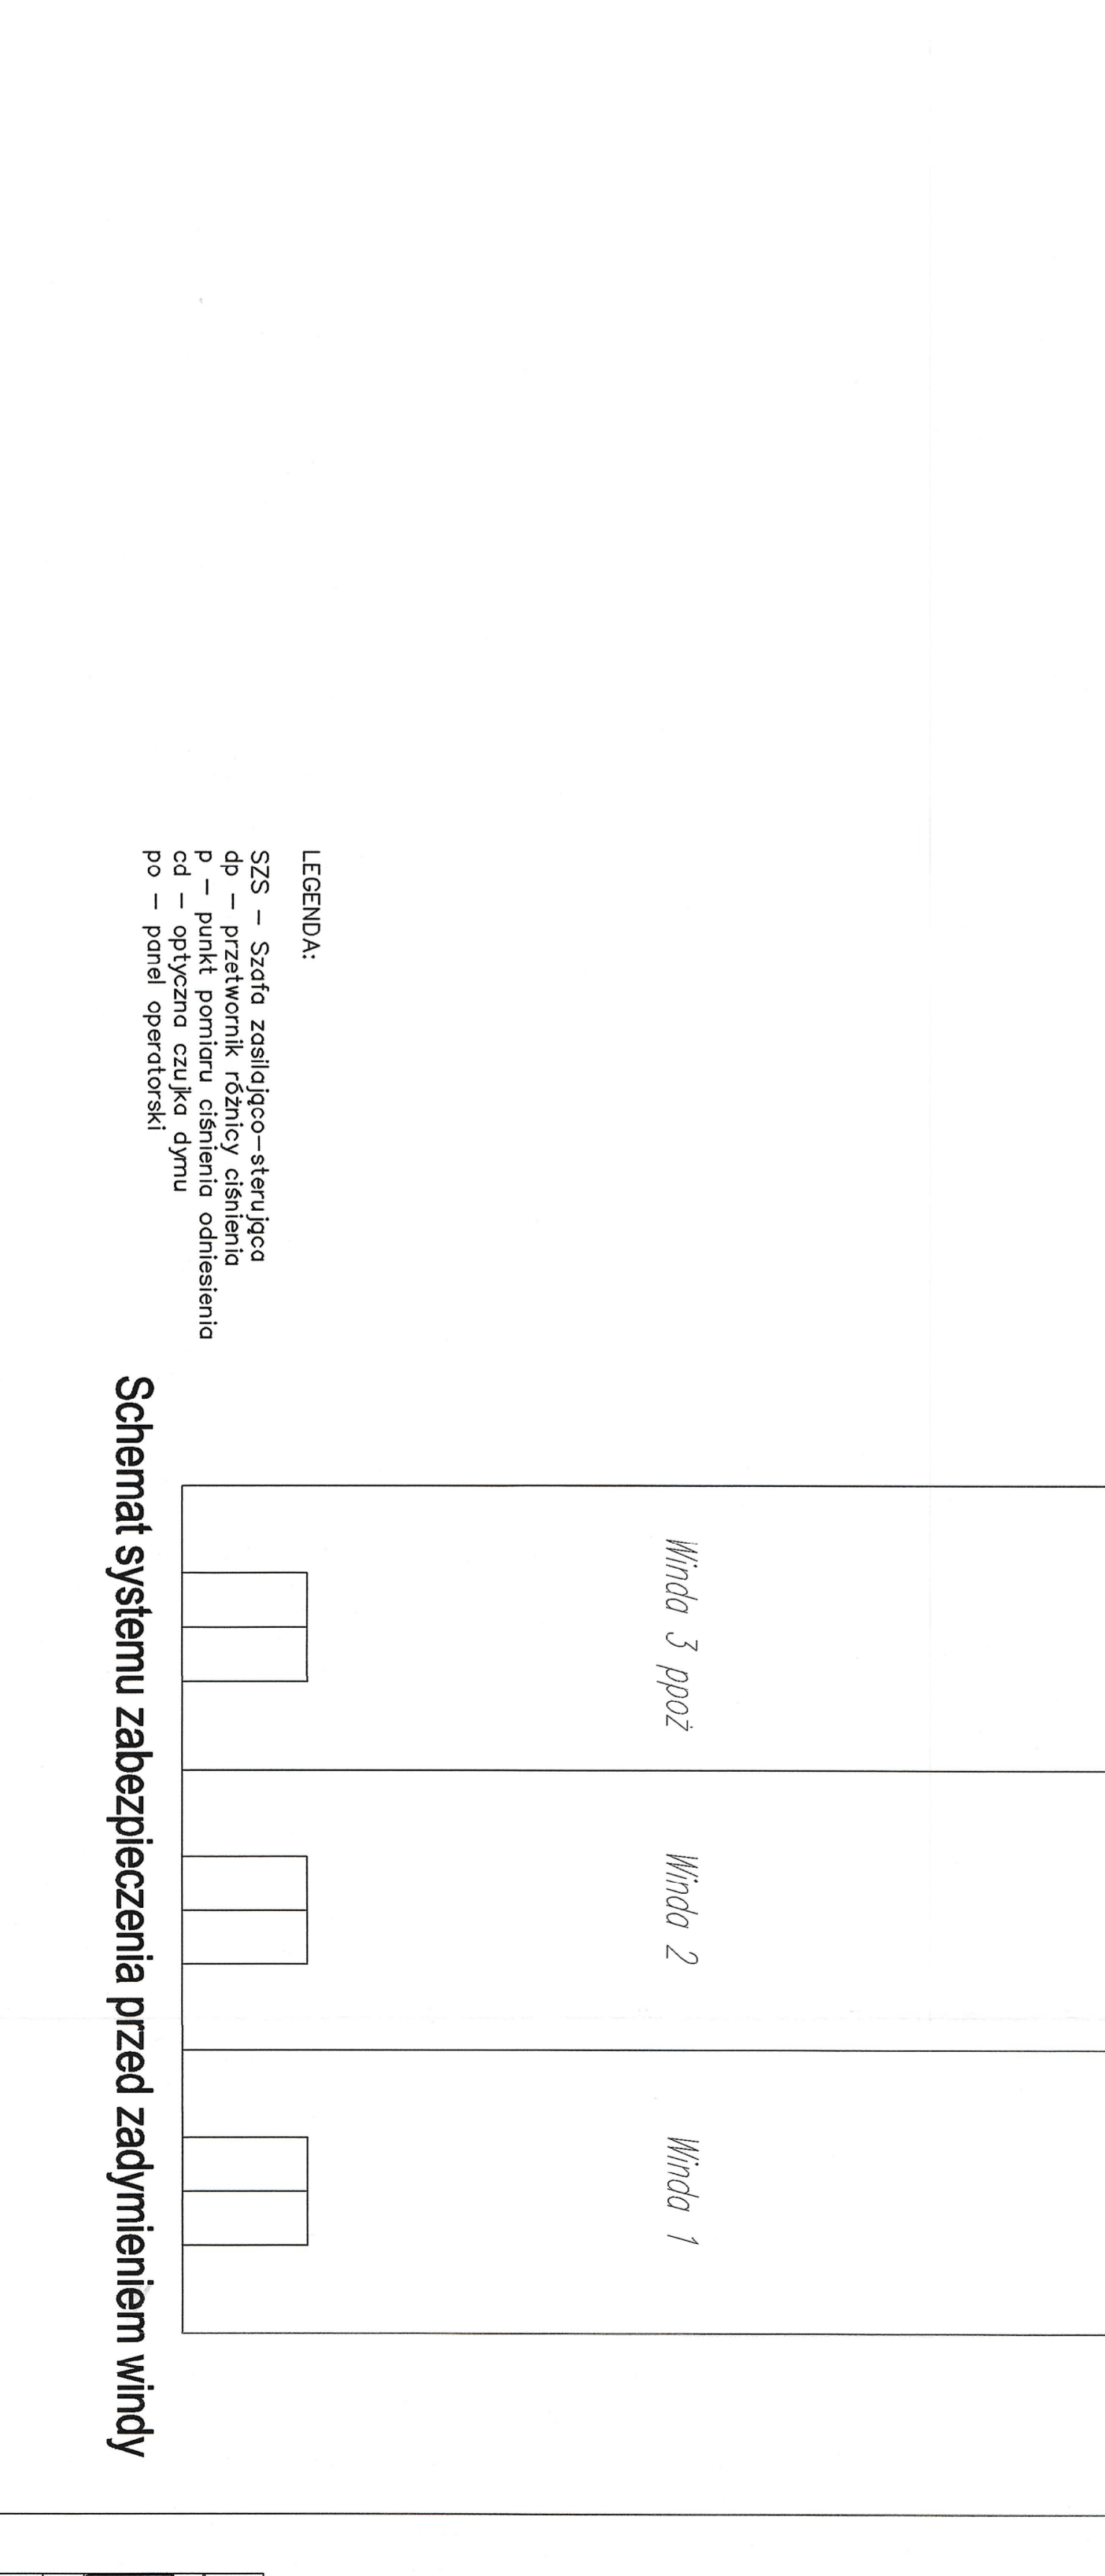 Winda 3 ppoż
Winda 2
Winda 1
LEGENDA:
SZS – Szafa zasilająco–sterująca
dp – przetwornik różnicy ciśnienia
p – punkt pomiaru ciśnienia odniesienia
cd – optyczna czujka dymu
po – panel operatorski
Schemat systemu zabezpieczenia przed zadymieniem windy